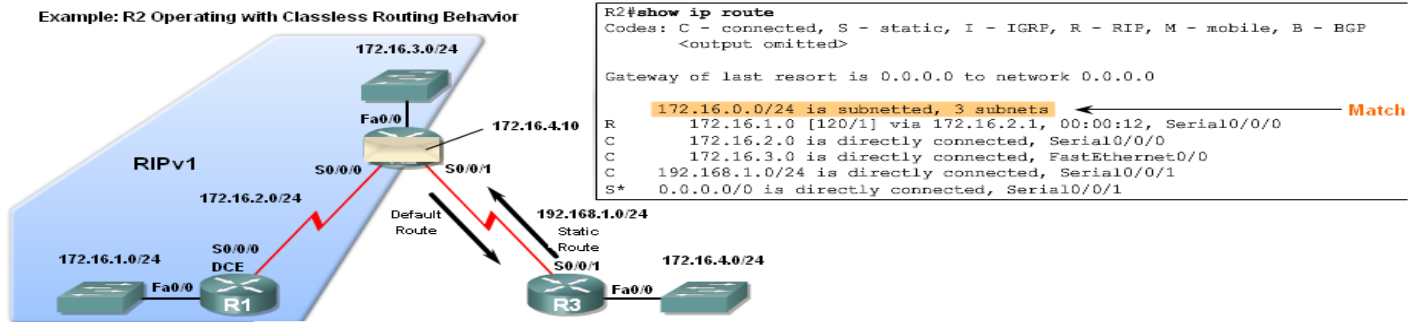 Example: R2 Operating with Classless Routing Behavior
172.16.3.0/24
Fa0/0
172.16.4.10
RIPv1
S0/0/0
S0/0/1
172.16.2.0/24
Default
Route
192.168.1.0/24
Static
Route
S0/0/0
DCE
S0/0/1
172.16.1.0/24
172.16.4.0/24
Fa0/0
R1
R3
Fa0/0
R2#show ip route
Codes: C - connected, S - static, I - IGRP, R - RIP, M - mobile, B - BGP
<output omitted>
Gateway of last resort is 0.0.0.0 to network 0.0.0.0
172.16.0.0/24 is subnetted, 3 subnets
Match
R 172.16.1.0 [120/1] via 172.16.2.1, 00:00:12, Serial0/0/0
C 172.16.2.0 is directly connected, Serial0/0/0
C 172.16.3.0 is directly connected, FastEthernet0/0
C 192.168.1.0/24 is directly connected, Serial0/0/1
S* 0.0.0.0/0 is directly connected, Serial0/0/1